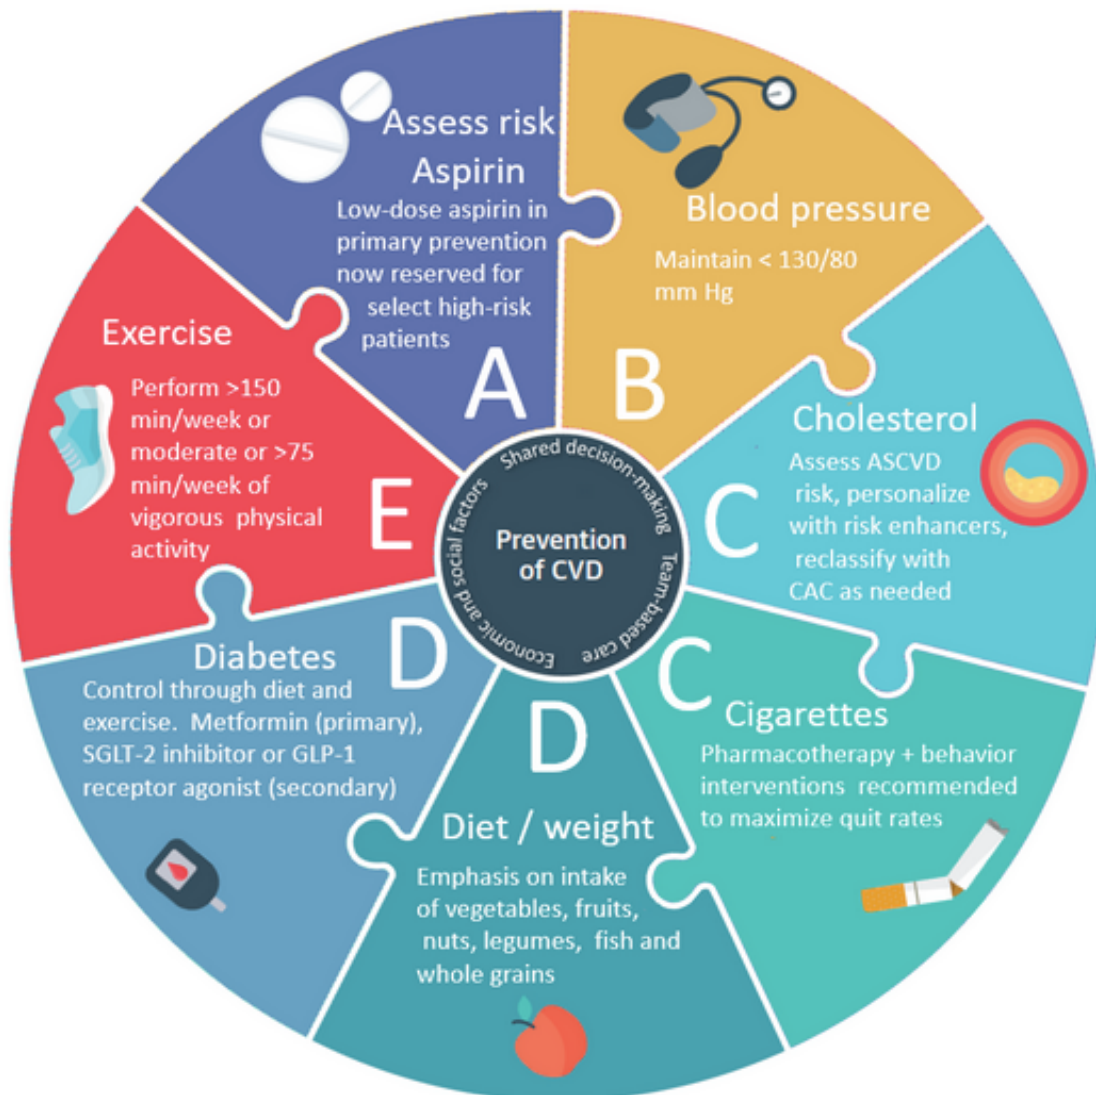 Assess risk
Aspirin
Low-dose aspirin in
primary prevention
now reserved for
select high-risk
patients
A
Blood pressure
Maintain < 130/80
mm Hg
B
Cholesterol
Assess ASCVD
risk, personalize
with risk enhancers,
reclassify with
CAC as needed
C
Cigarettes
Pharmacotherapy + behavior
interventions recommended
to maximize quit rates
C
D
Diet / weight
Emphasis on intake
of vegetables, fruits,
nuts, legumes, fish and
whole grains
D
Diabetes
Control through diet and
exercise. Metformin (primary),
SGLT-2 inhibitor or GLP-1
receptor agonist (secondary)
Exercise
Perform >150
min/week or
moderate or >75
min/week of
vigorous physical
activity
E
Shared decision-making
Team-based care
Economic and social factors
Prevention
of CVD